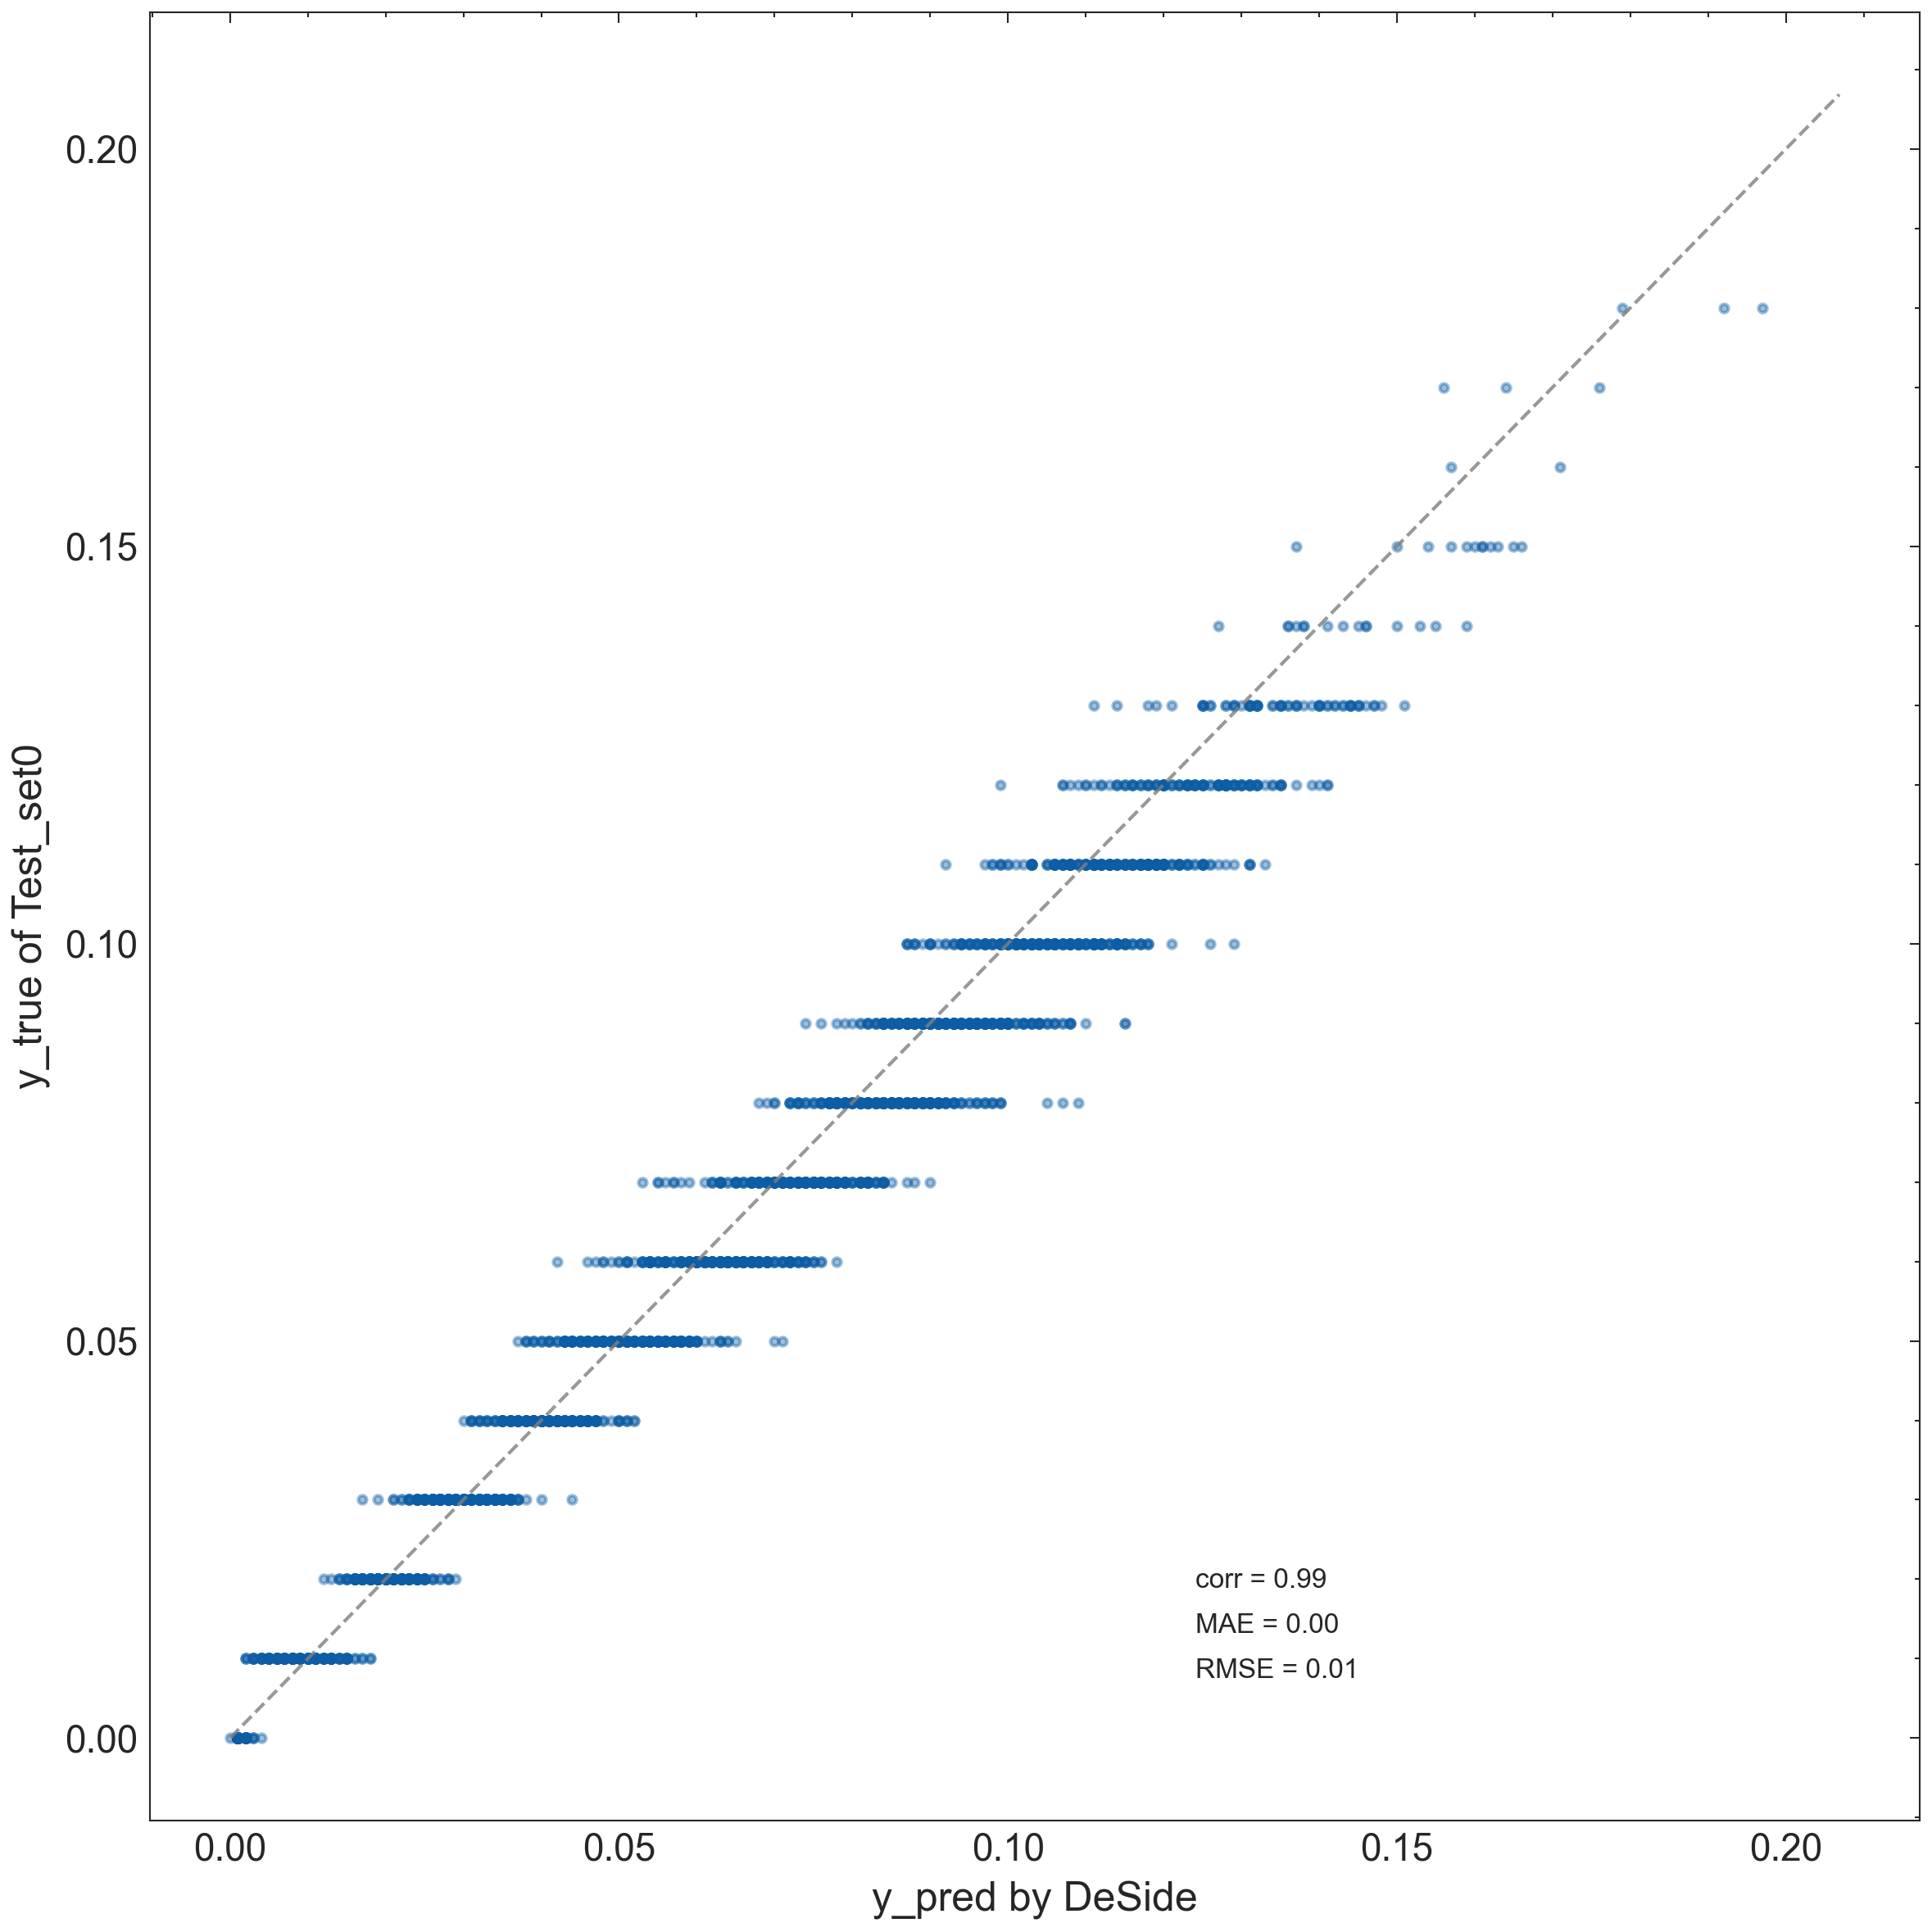 0.20
0.15
0.10
0.05
0.00
y_true of Test_set0
corr = 0.99
MAE = 0.00
RMSE = 0.01
0.00 0.05 0.10 0.15 0.20
y_pred by DeSide